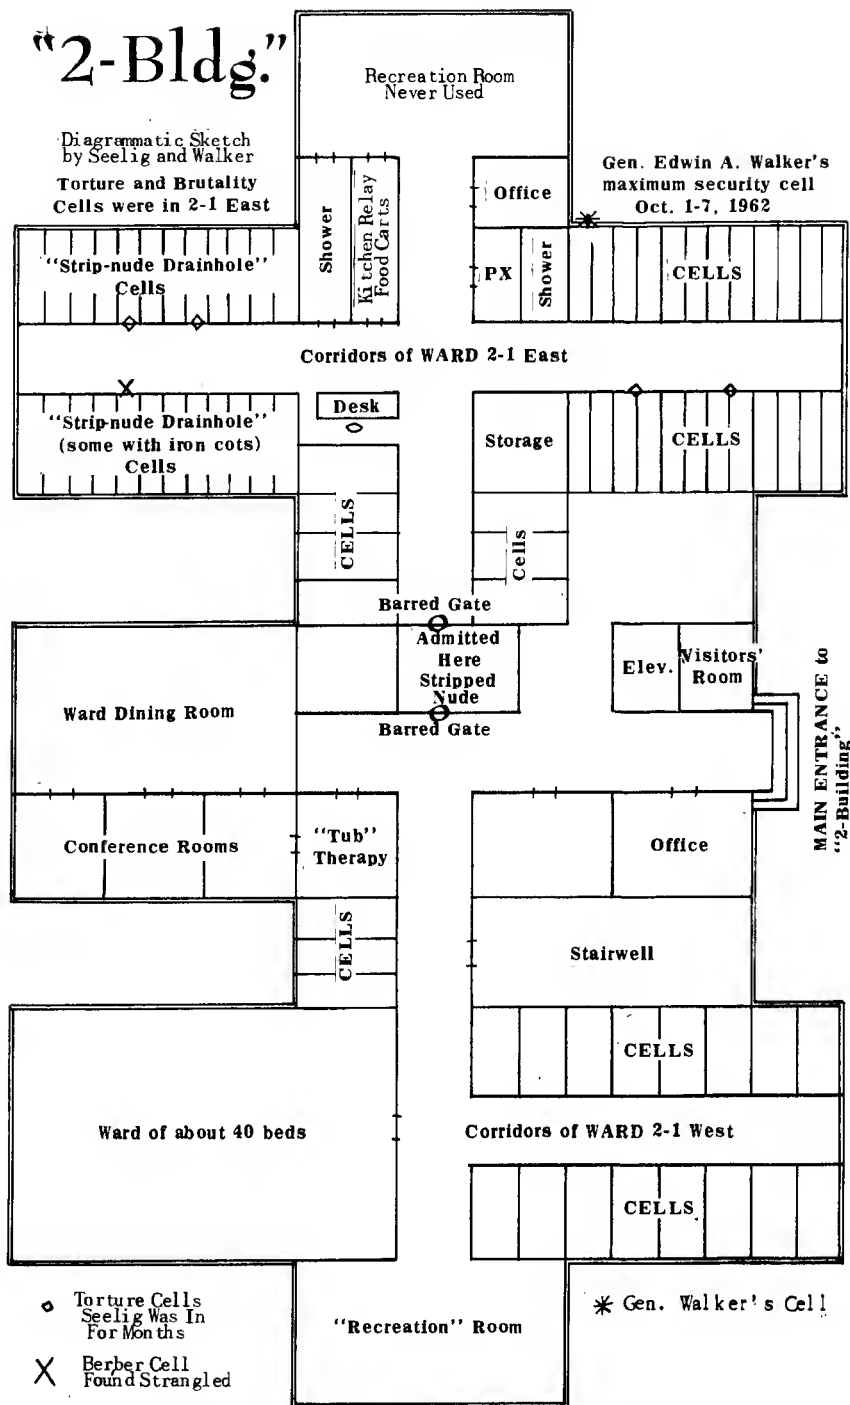 "2-Bldg."
Recreation Room
Never Used
Diagrammatic Sketch
by Seelig and Walker
Torture and Brutality
Cells were in 2-1 East
Gen. Edwin A. Walker's
maximum security cell
Oct. 1-7, 1962
Office
Shower
Kitchen Relay
Food Carts
PX
Shower
"Strip-nude Drainhole"
Cells
CELLS
Corridors of WARD 2-1 East
Desk
"Strip-nude Drainhole"
(some with iron cots)
Cells
Storage
CELLS
CELLS
Cells
Barred Gate
Admitted
Here
Stripped
Nude
Barred Gate
Elev.
Visitors'
Room
Ward Dining Room
MAIN ENTRANCE to
"2-Building"
Conference Rooms
"Tub"
Therapy
Office
CELLS
Stairwell
CELLS
Ward of about 40 beds
Corridors of WARD 2-1 West
CELLS
Torture Cells
Seelig Was In
For Months
Gen. Walker's Cell
"Recreation" Room
X
Berber Cell
Found Strangled